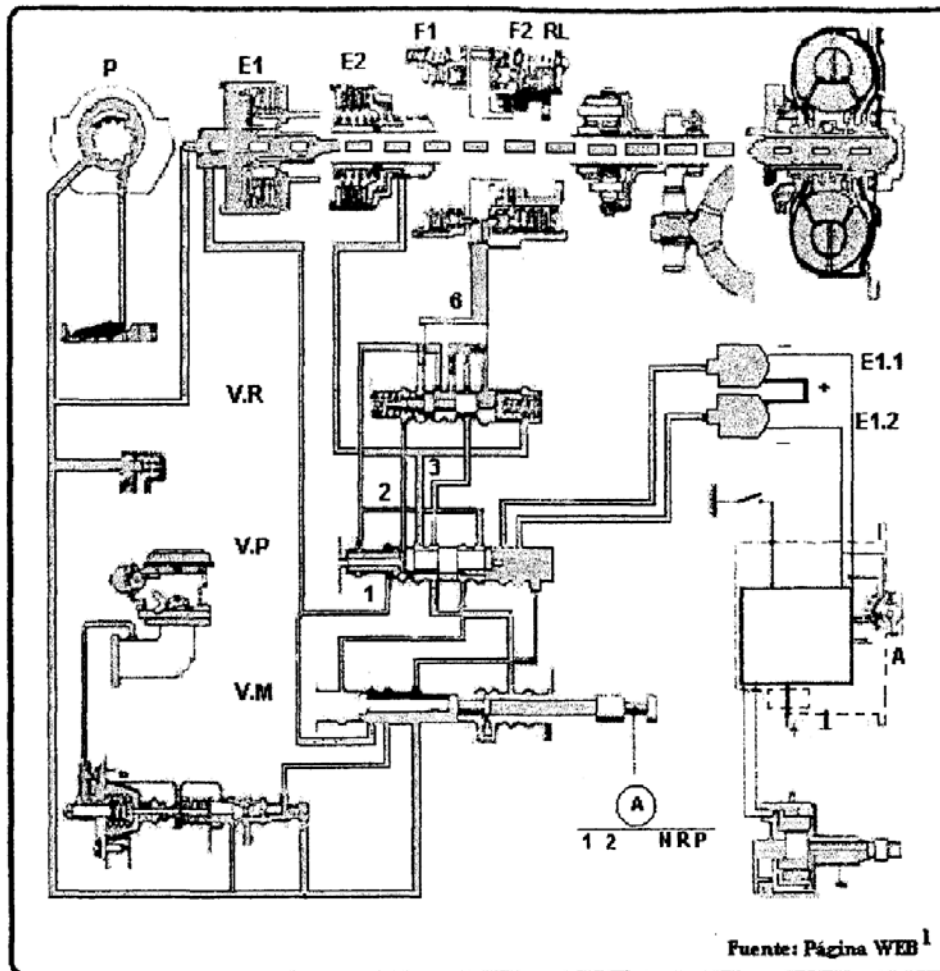 F1 F2 RL
P E1 E2
6
E1.1
+
V.R
E1.2
3
2
V.P
1
V.M
A
1
+
A
1 2 N R P
Fuente: Página WEB 1